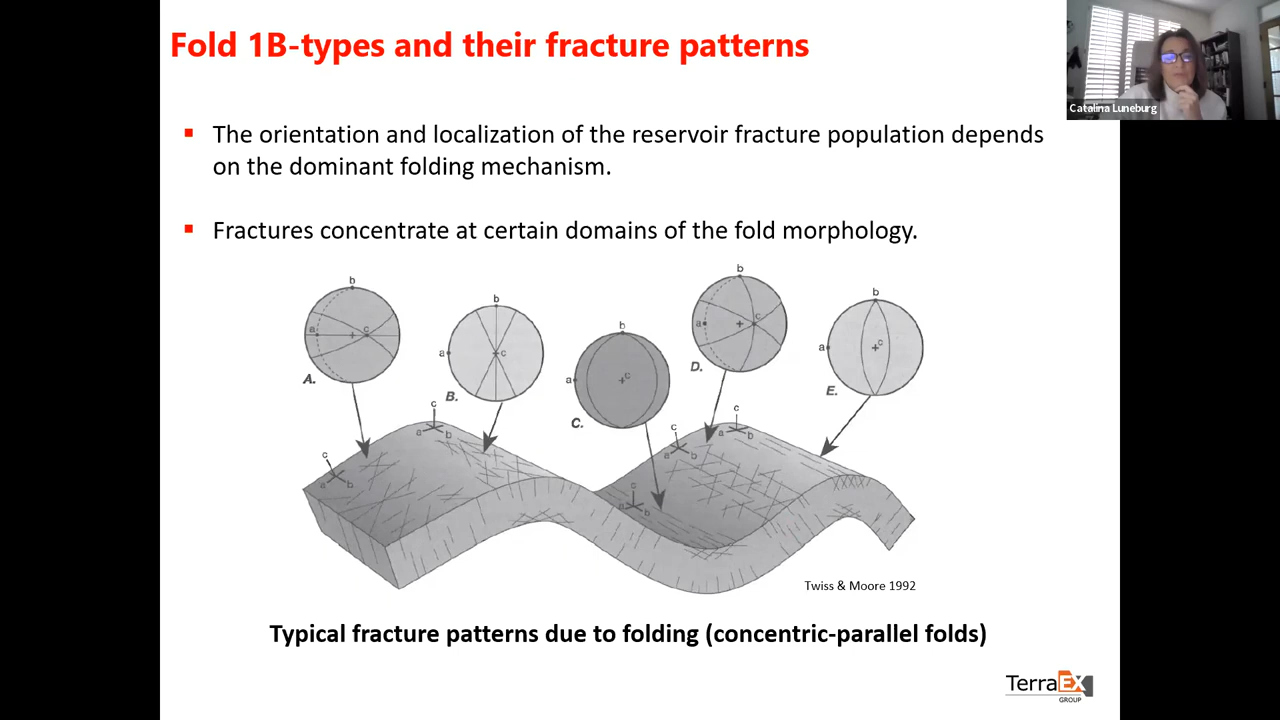 Fold 1B-types and their fracture patterns
Catalina Luneburg
▪ The orientation and localization of the reservoir fracture population depends
on the dominant folding mechanism.
▪ Fractures concentrate at certain domains of the fold morphology.
b
a
c
A.
b
a
c
B.
b
a
c
C.
b
a
c
D.
b
a
c
E.
c
a
b
c
a
b
c
a
b
c
a
b
c
a
b
Twiss & Moore 1992
Typical fracture patterns due to folding (concentric-parallel folds)
TerraEX
GROUP